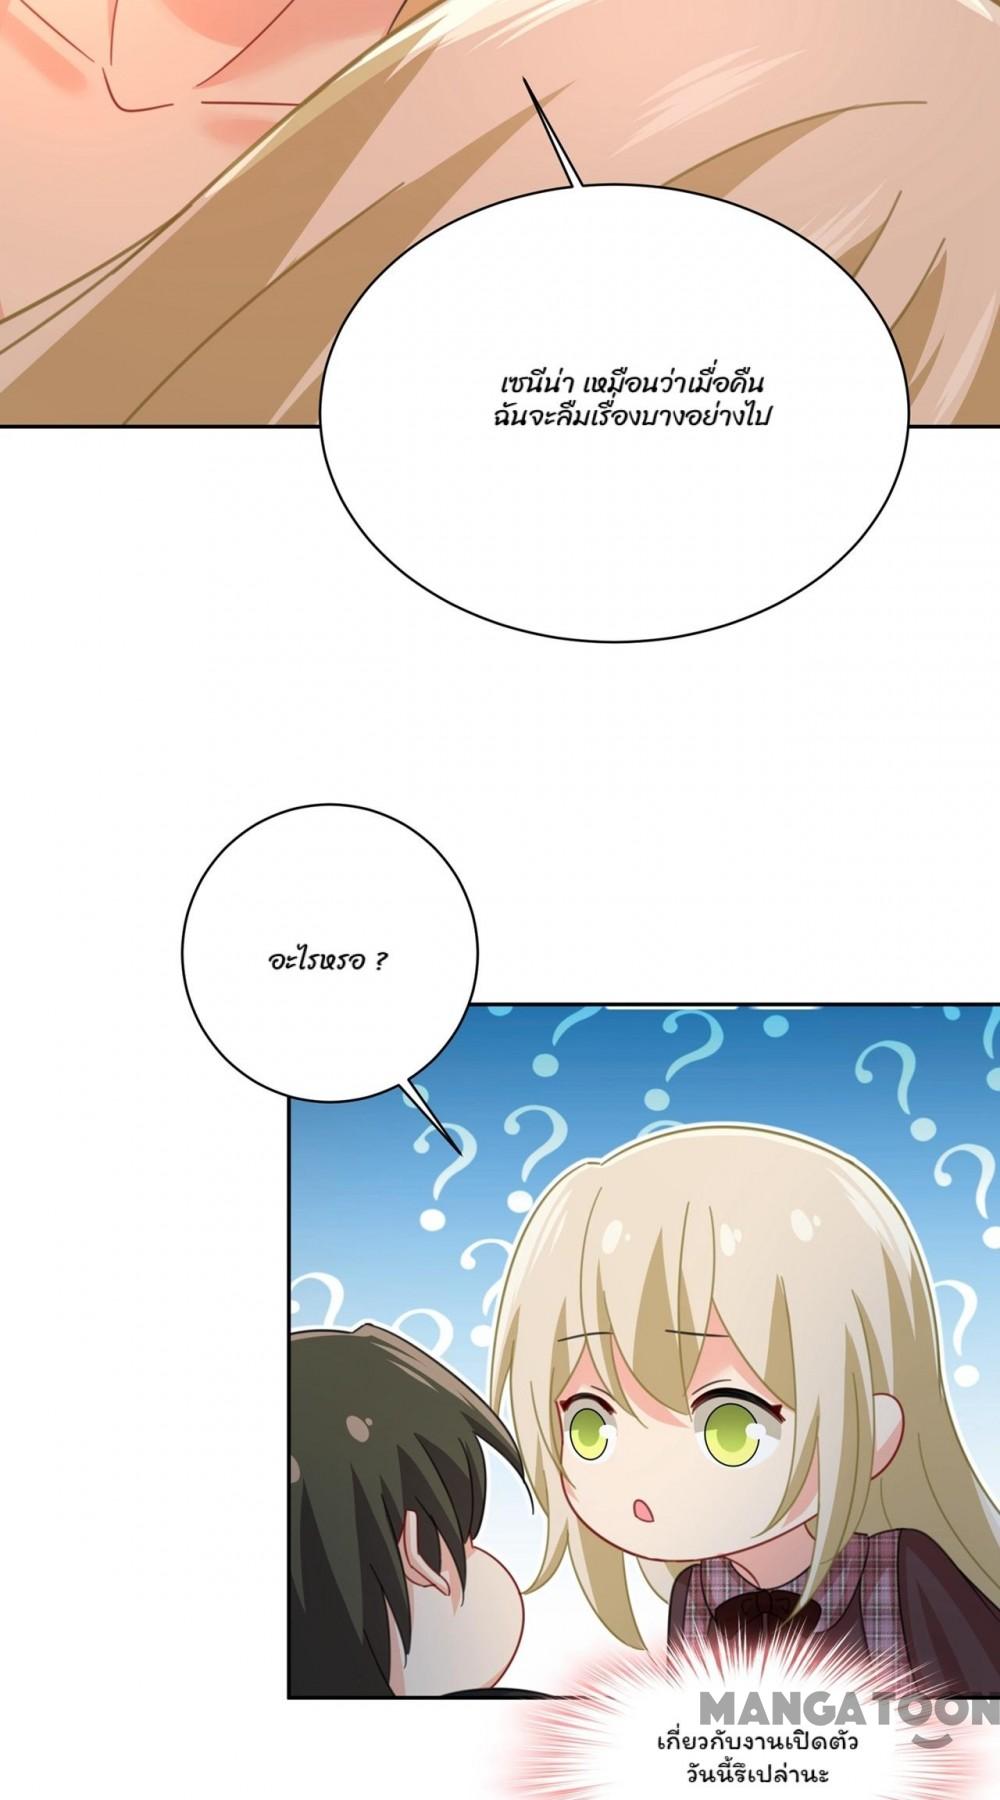 เซนีน่า เหมือนว่าเมื่อคืน
ฉันจะลืมเรื่องบางอย่างไป
อะไรหรอ ?
MANGATOON
เกี่ยวกับงานเปิดตัว
วันนี้รึเปล่านะ